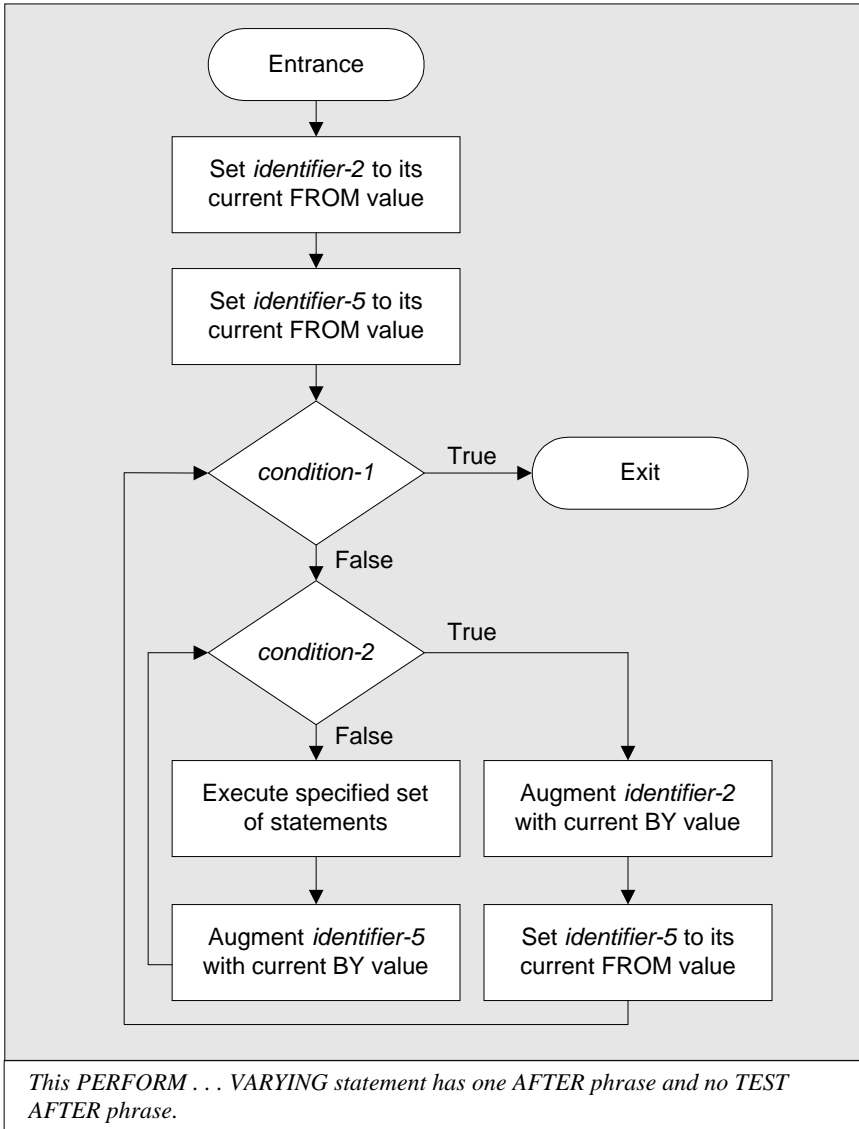 Entrance
Set identifier-2 to its
current FROM value
Set identifier-5 to its
current FROM value
condition-1
True
Exit
False
condition-2
True
False
Execute specified set
of statements
Augment identifier-2
with current BY value
Augment identifier-5
with current BY value
Set identifier-5 to its
current FROM value
This PERFORM . . . VARYING statement has one AFTER phrase and no TEST
AFTER phrase.